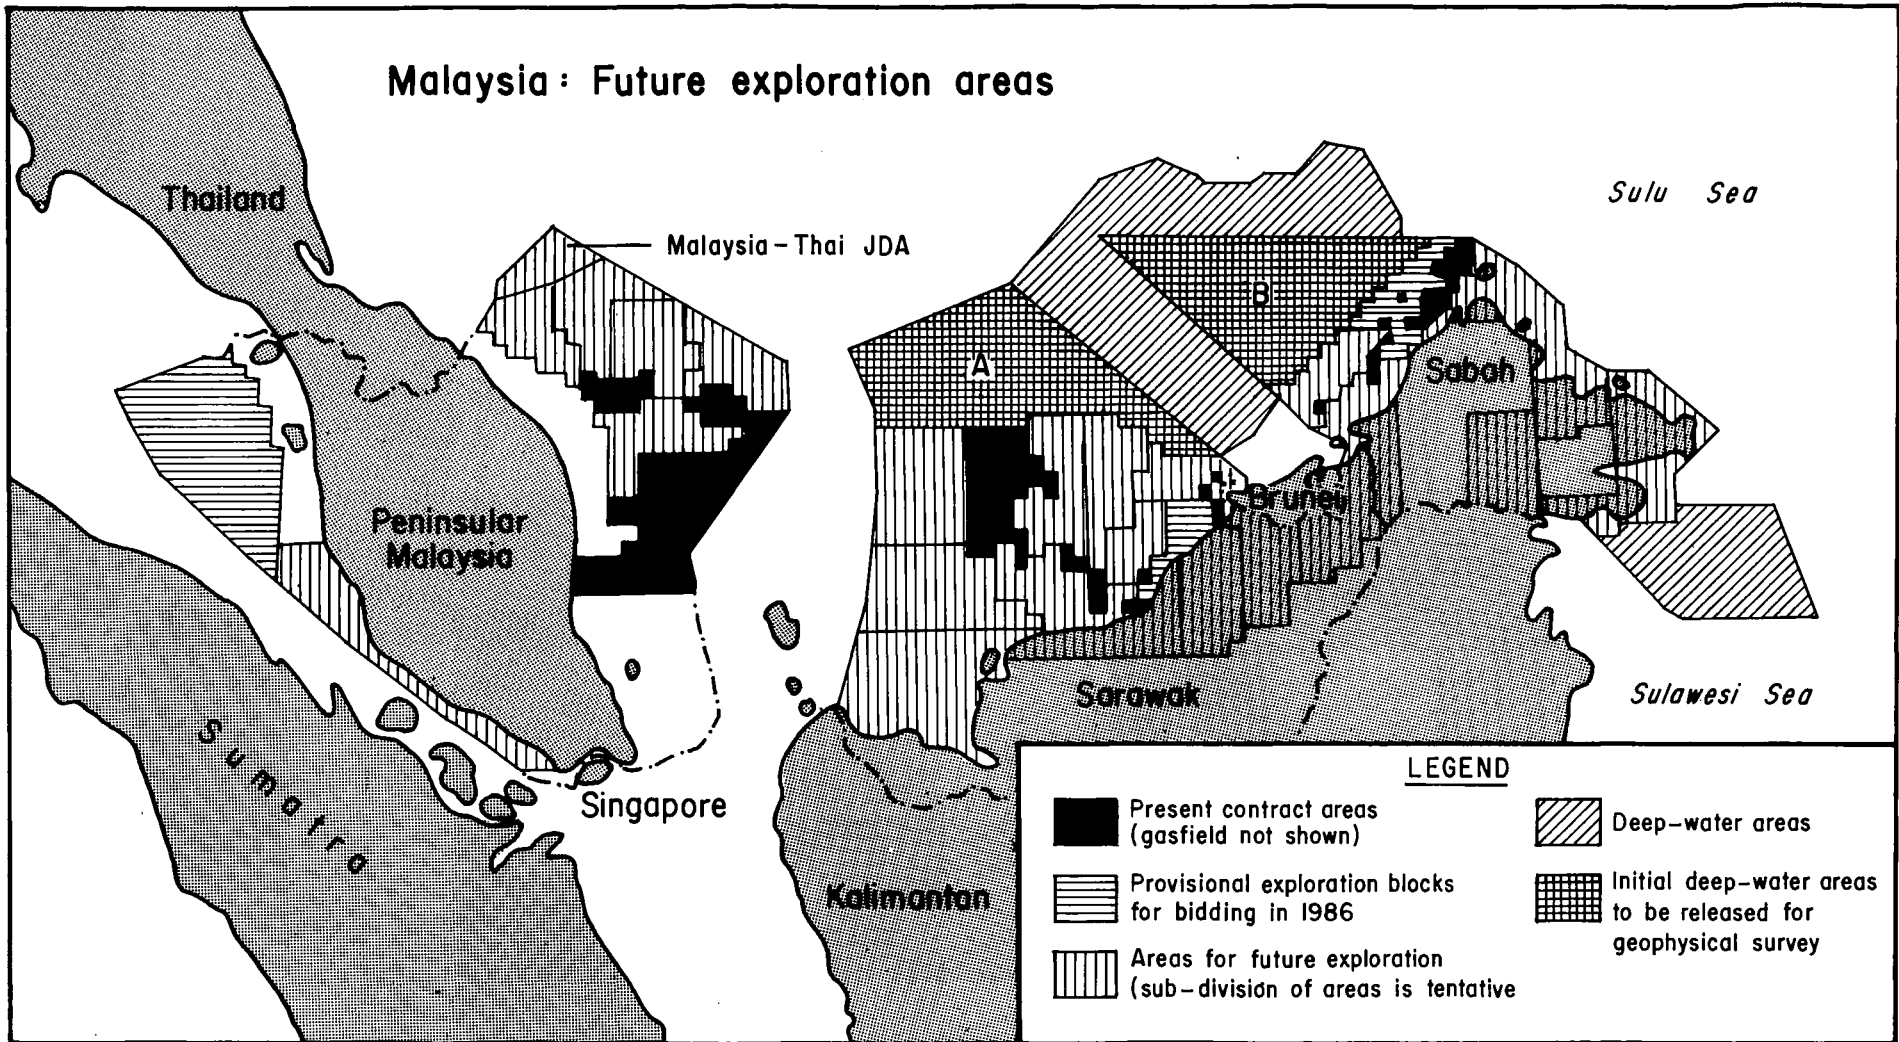 Malaysia: Future exploration areas
Thailand
Malaysia-Thai JDA
Sulu Sea
A
B
Sabah
Brunei
Peninsular
Malaysia
Sarawak
Sulawesi Sea
Sumatra
Singapore
Kalimantan
LEGEND
Present contract areas
(gasfield not shown)
Provisional exploration blocks
for bidding in 1986
Areas for future exploration
(sub-division of areas is tentative
Deep-water areas
Initial deep-water areas
to be released for
geophysical survey